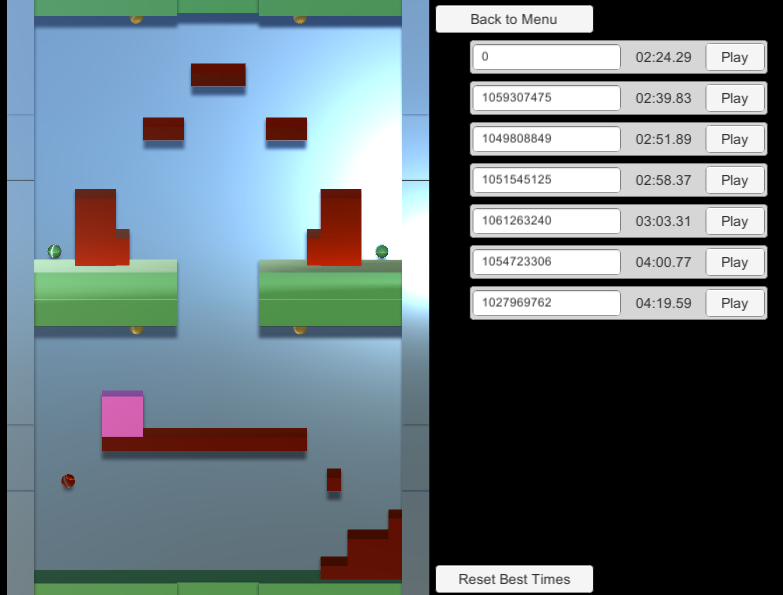 Back to Menu
0 02:24.29 Play
1059307475 02:39.83 Play
1049808849 02:51.89 Play
1051545125 02:58.37 Play
1061263240 03:03.31 Play
1054723306 04:00.77 Play
1027969762 04:19.59 Play
Reset Best Times